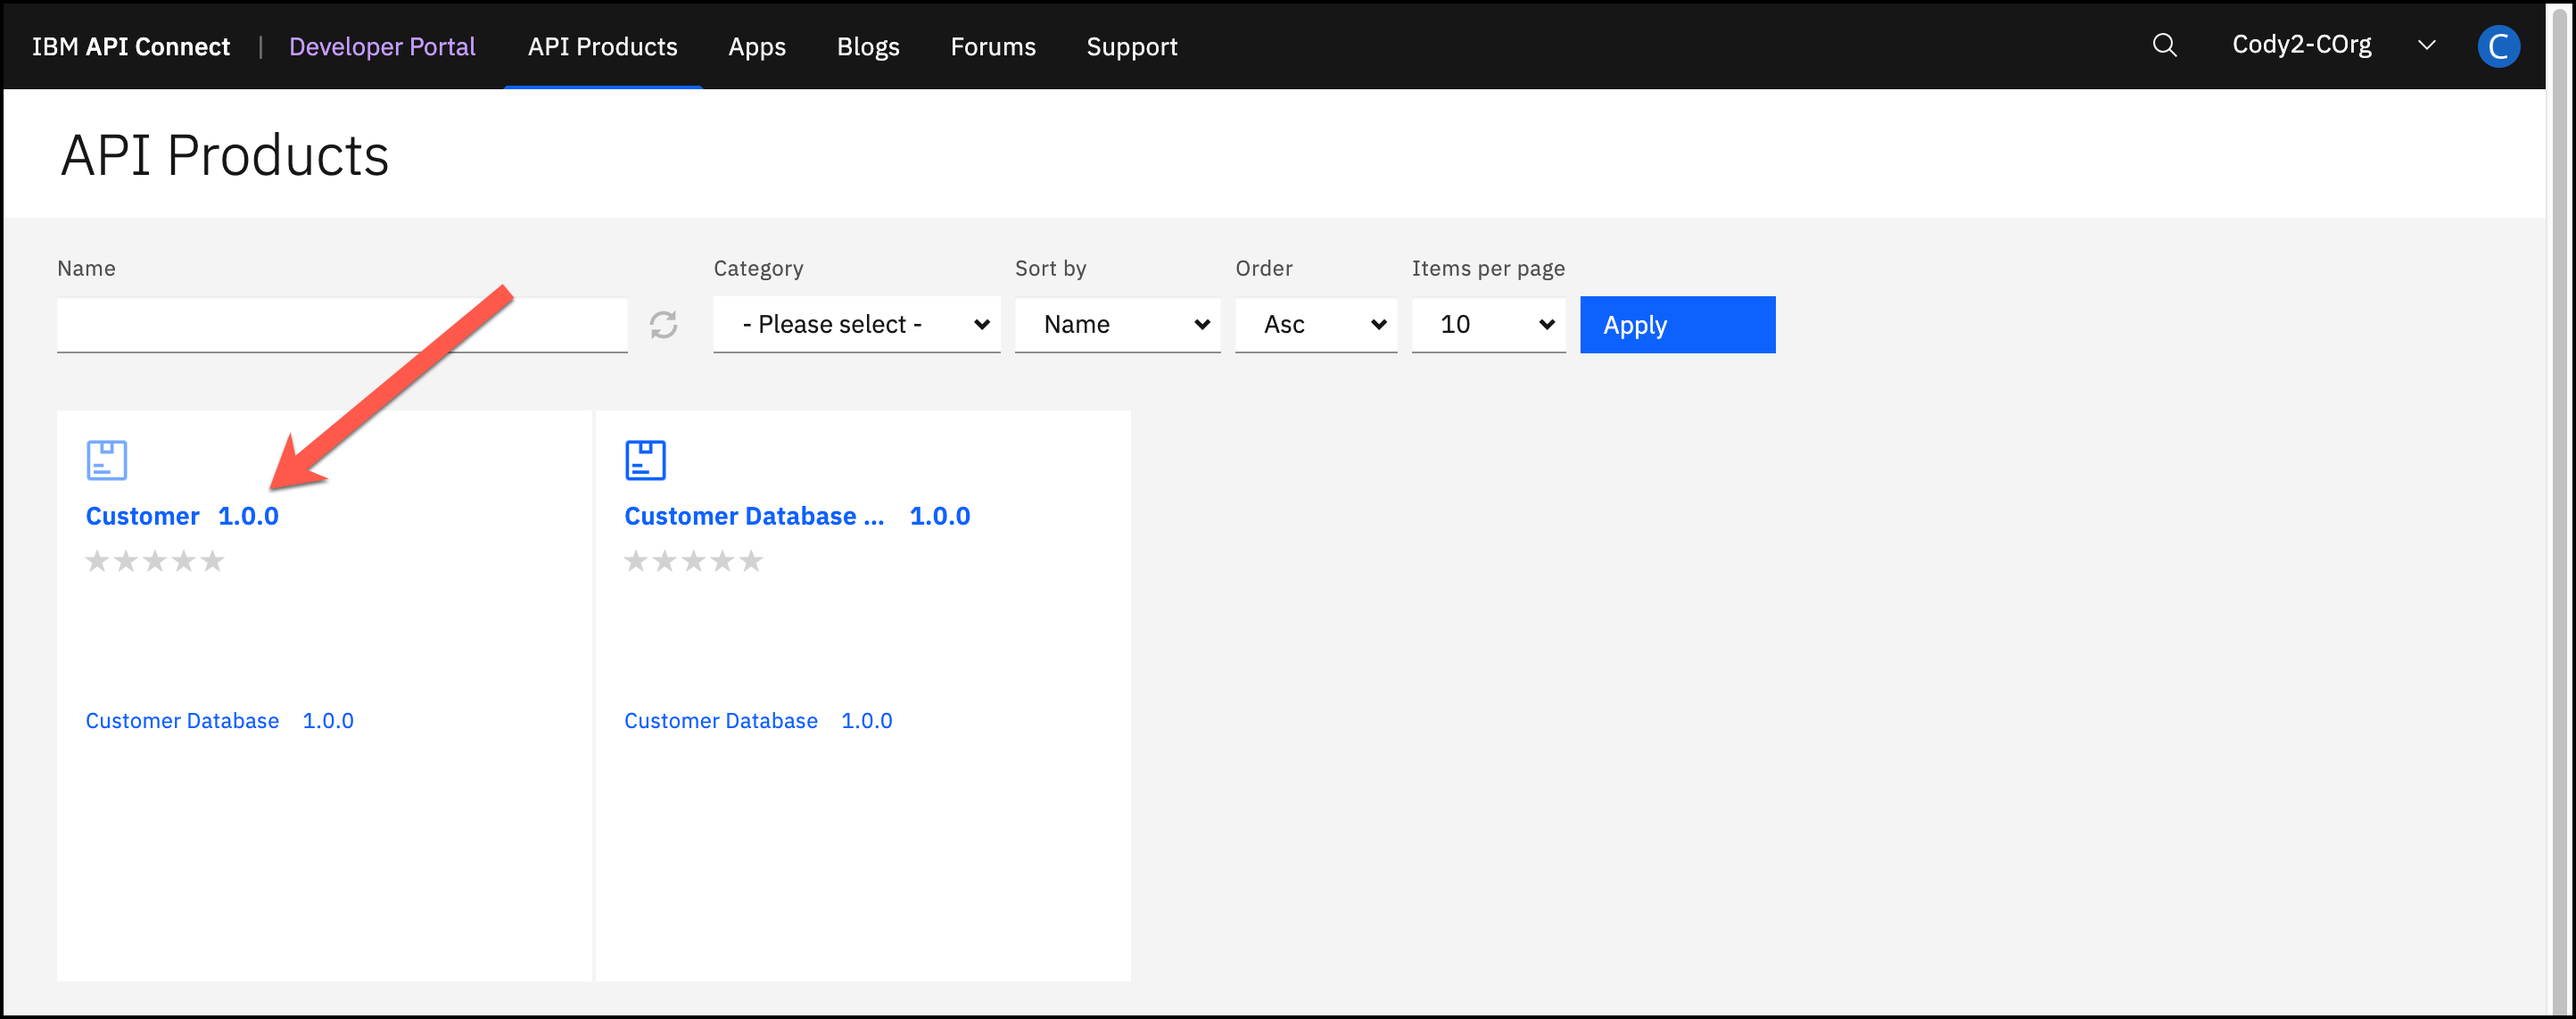 IBM API Connect | Developer Portal API Products Apps Blogs Forums Support Cody2-COrg C
API Products
Name Category Sort by Order Items per page
- Please select - Name Asc 10 Apply
Customer 1.0.0
Customer Database 1.0.0
Customer Database ... 1.0.0
Customer Database 1.0.0